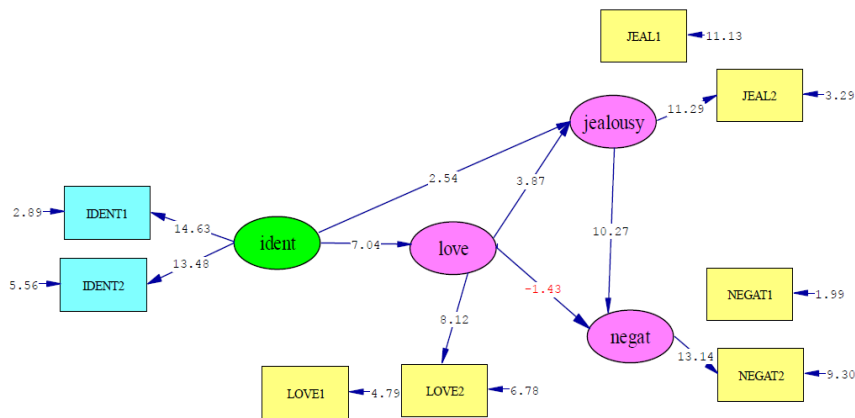 JEAL1
11.13
JEAL2
3.29
11.29
jealousy
2.54
3.87
2.89
IDENT1
14.63
ident
7.04
love
10.27
5.56
IDENT2
13.48
-1.43
NEGAT1
1.99
8.12
negat
13.14
NEGAT2
9.30
LOVE1
4.79
LOVE2
6.78